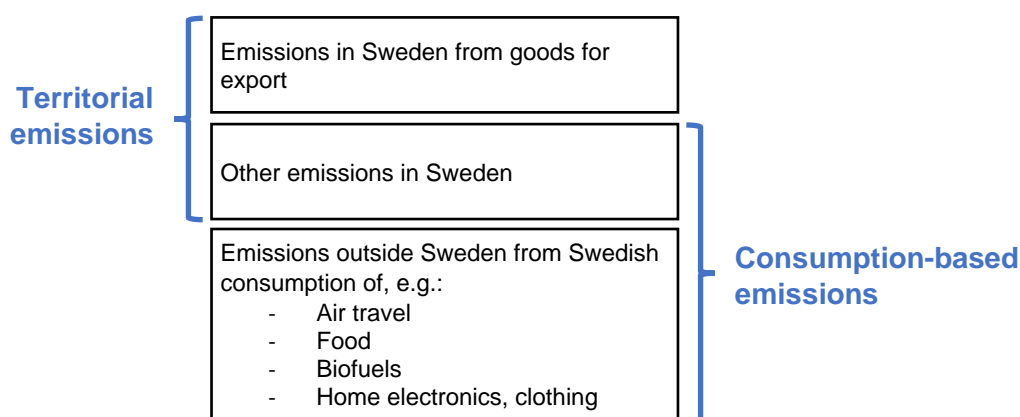 Emissions in Sweden from goods for
export
Territorial
emissions
Other emissions in Sweden
Emissions outside Sweden from Swedish
consumption of, e.g.:
- Air travel
- Food
- Biofuels
- Home electronics, clothing
Consumption-based
emissions